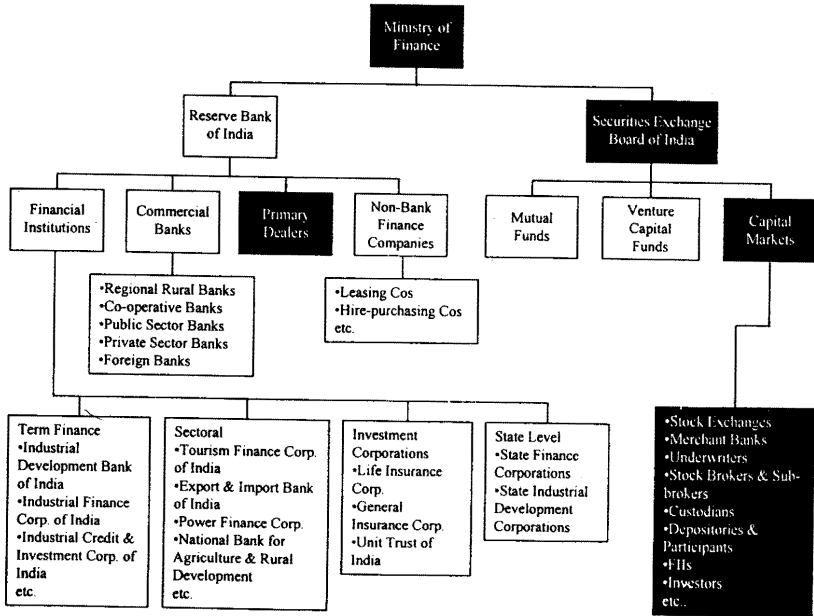 Ministry of
Finance
Reserve Bank
of India
Securities Exchange
Board of India
Financial
Institutions
Commercial
Banks
Primary
Dealers
Non-Bank
Finance
Companies
Mutual
Funds
Venture
Capital
Funds
Capital
Markets
•Regional Rural Banks
•Co-operative Banks
•Public Sector Banks
•Private Sector Banks
•Foreign Banks
•Leasing Cos
•Hire-purchasing Cos
etc.
Term Finance
•Industrial
Development Bank
of India
•Industrial Finance
Corp. of India
•Industrial Credit &
Investment Corp. of
India
etc.
Sectoral
•Tourism Finance Corp.
of India
•Export & Import Bank
of India
•Power Finance Corp.
•National Bank for
Agriculture & Rural
Development
etc.
Investment
Corporations
•Life Insurance
Corp.
•General
Insurance Corp.
•Unit Trust of
India
State Level
•State Finance
Corporations
•State Industrial
Development
Corporations
•Stock Exchanges
•Merchant Banks
•Underwriters
•Stock Brokers & Sub-
brokers
•Custodians
•Depositories &
Participants
•FIIs
•Investors
etc..